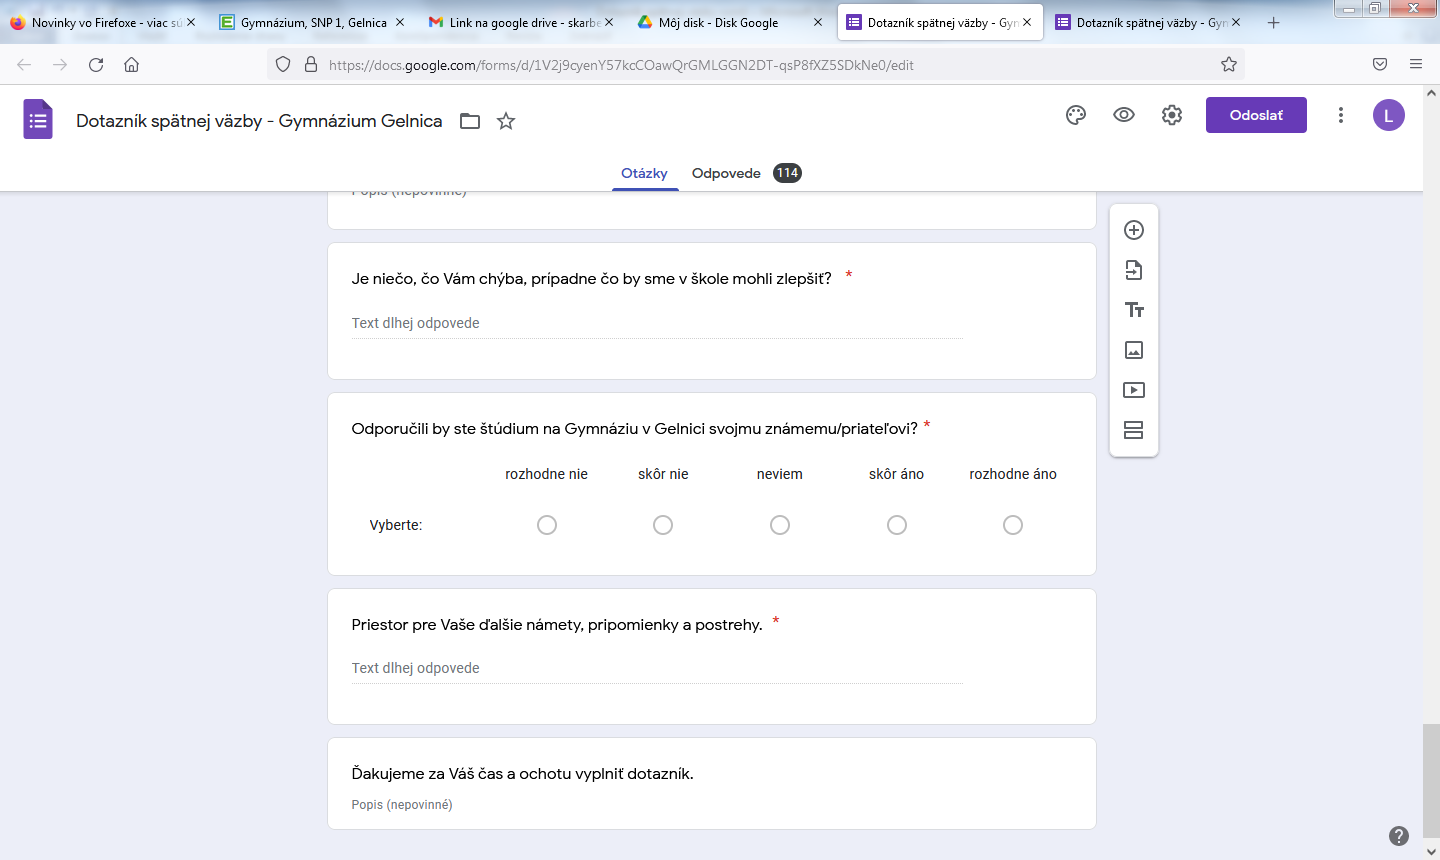 Novinky vo Firefoxe - viac sú
Gymnázium, SNP 1, Gelnica
Link na google drive - skarbe
Môj disk - Disk Google
Dotazník spätnej väzby - Gyn
Dotazník spätnej väzby - Gyn
https://docs.google.com/forms/d/1V2j9cyenY57kcCOawQrGMLGGN2DT-qsP8fXZ5SDkNe0/edit
Dotazník spätnej väzby - Gymnázium Gelnica
Odoslať
L
Otázky
Odpovede 114
Popis (nepovinné)
Je niečo, čo Vám chýba, prípadne čo by sme v škole mohli zlepšiť? *
Text dlhej odpovede
Odporučili by ste štúdium na Gymnáziu v Gelnici svojmu známemu/priateľovi? *
rozhodne nie skôr nie neviem skôr áno rozhodne áno
Vyberte:
Priestor pre Vaše ďalšie námety, pripomienky a postrehy. *
Text dlhej odpovede
Ďakujeme za Váš čas a ochotu vyplniť dotazník.
Popis (nepovinné)